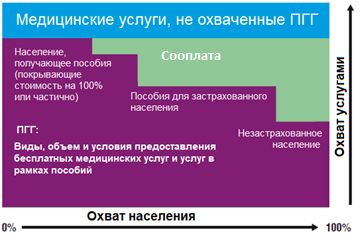 Медицинские услуги, не охваченные ПГГ
Население,
получающее пособия
(покрывающие
стоимость на 100%
или частично)
Сооплата
Пособия для застрахованного
населения
ПГГ:
Виды, объем и условия предоставления
бесплатных медицинских услуг и услуг в
рамках пособий
Незастрахованное
население
Охват услугами
0%
Охват населения
100%